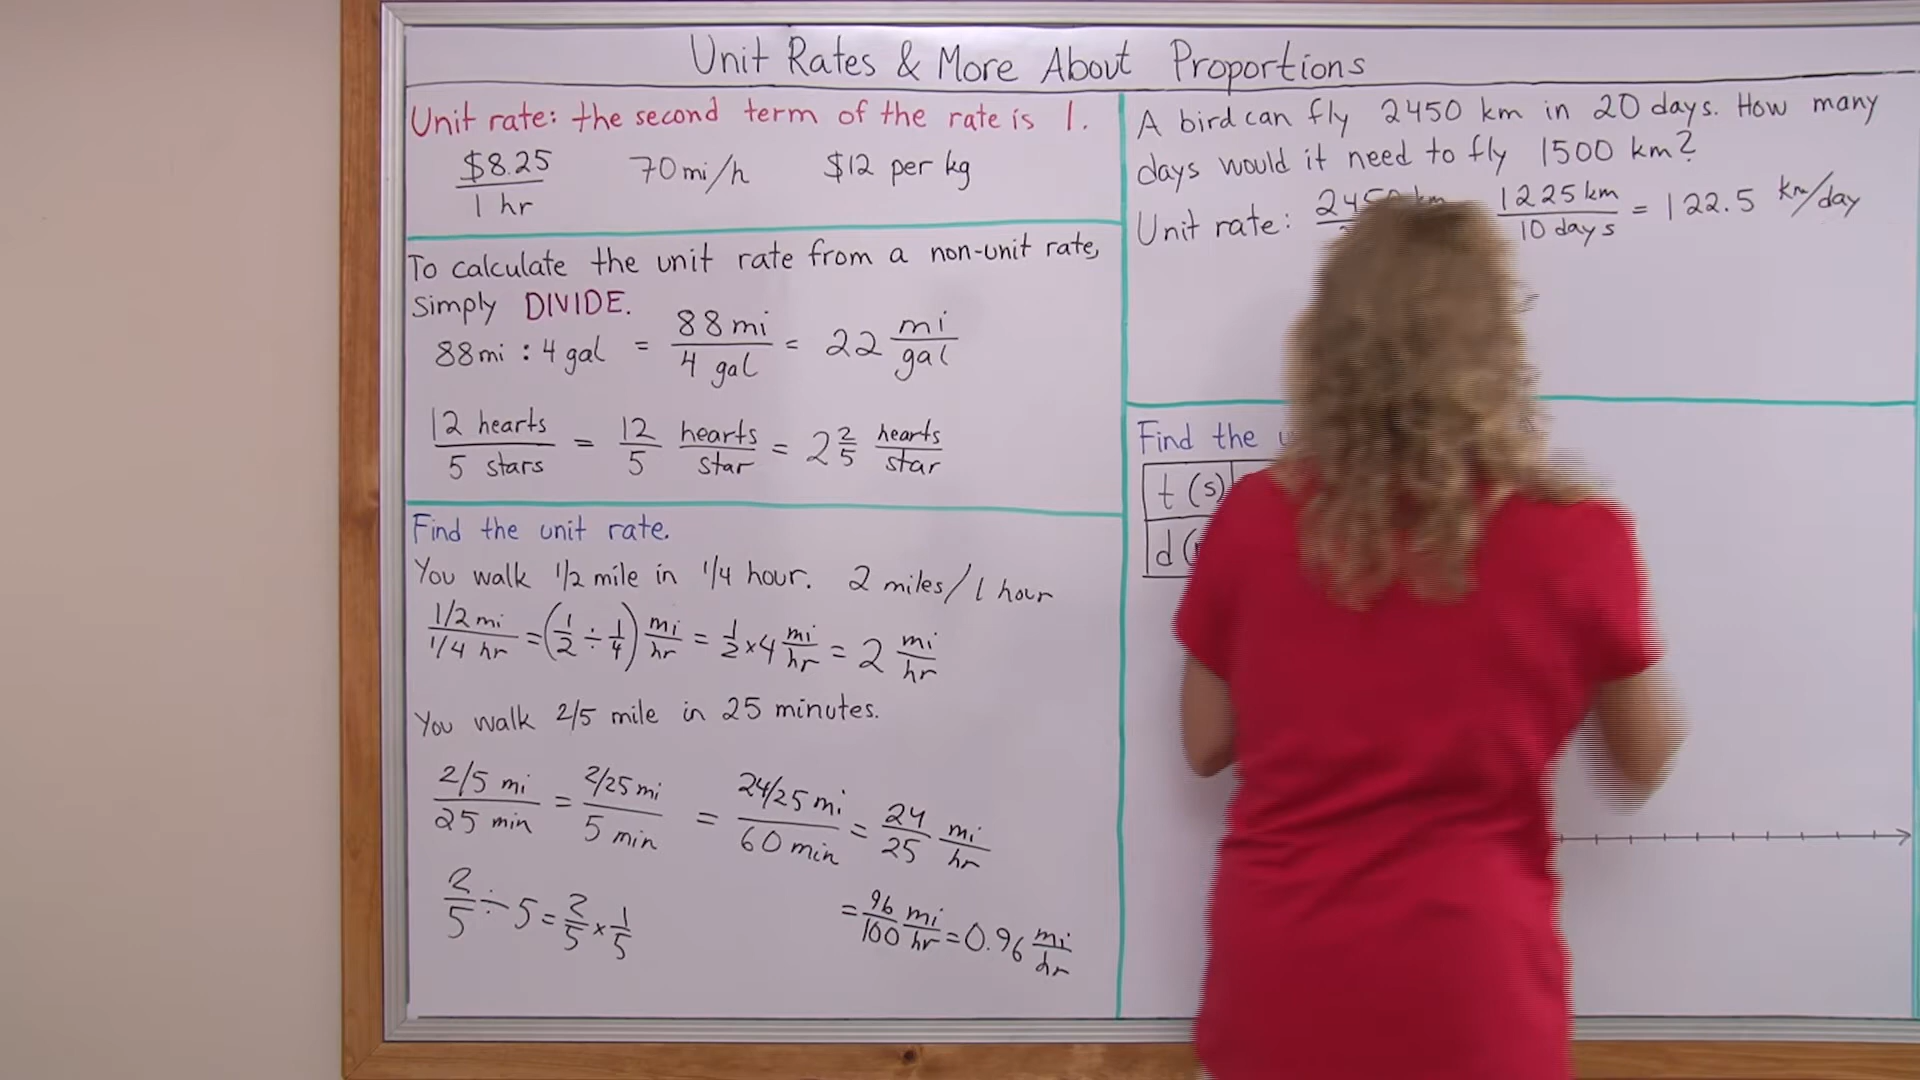 Unit Rates & More About Proportions
Unit rate: the second term of the rate is 1.
$8.25 / 1 hr   70 mi/h   $12 per kg
To calculate the unit rate from a non-unit rate,
simply DIVIDE.
88 mi : 4 gal = 88 mi / 4 gal = 22 mi/gal
12 hearts / 5 stars = 12/5 hearts/star = 2 2/5 hearts/star
Find the unit rate.
You walk 1/2 mile in 1/4 hour. 2 miles / 1 hour
1/2 mi / 1/4 hr = (1/2 ÷ 1/4) mi/hr = 1/2 × 4 mi/hr = 2 mi/hr
You walk 2/5 mile in 25 minutes.
2/5 mi / 25 min = 2/25 mi / 5 min = 24/25 mi / 60 min = 24/25 mi/hr
2/5 ÷ 5 = 2/5 × 1/5
= 96/100 mi/hr = 0.96 mi/hr
A bird can fly 2450 km in 20 days. How many
days would it need to fly 1500 km?
Unit rate: 1225 km / 10 days = 122.5 km/day
Find the
t (s)
d